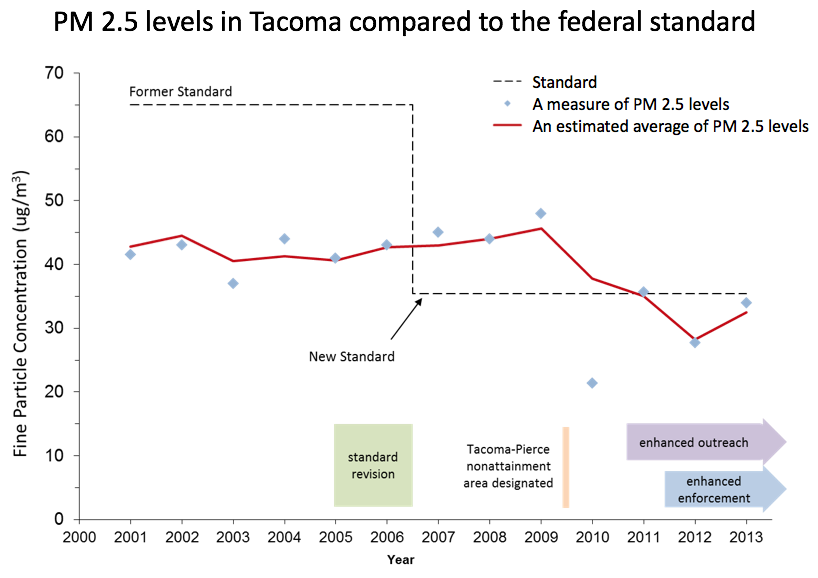 PM 2.5 levels in Tacoma compared to the federal standard
70
60
50
40
30
20
10
0
Fine Particle Concentration (ug/m³)
Former Standard
Standard
A measure of PM 2.5 levels
An estimated average of PM 2.5 levels
New Standard
standard
revision
Tacoma-Pierce
nonattainment
area designated
enhanced outreach
enhanced
enforcement
2000 2001 2002 2003 2004 2005 2006 2007 2008 2009 2010 2011 2012 2013
Year